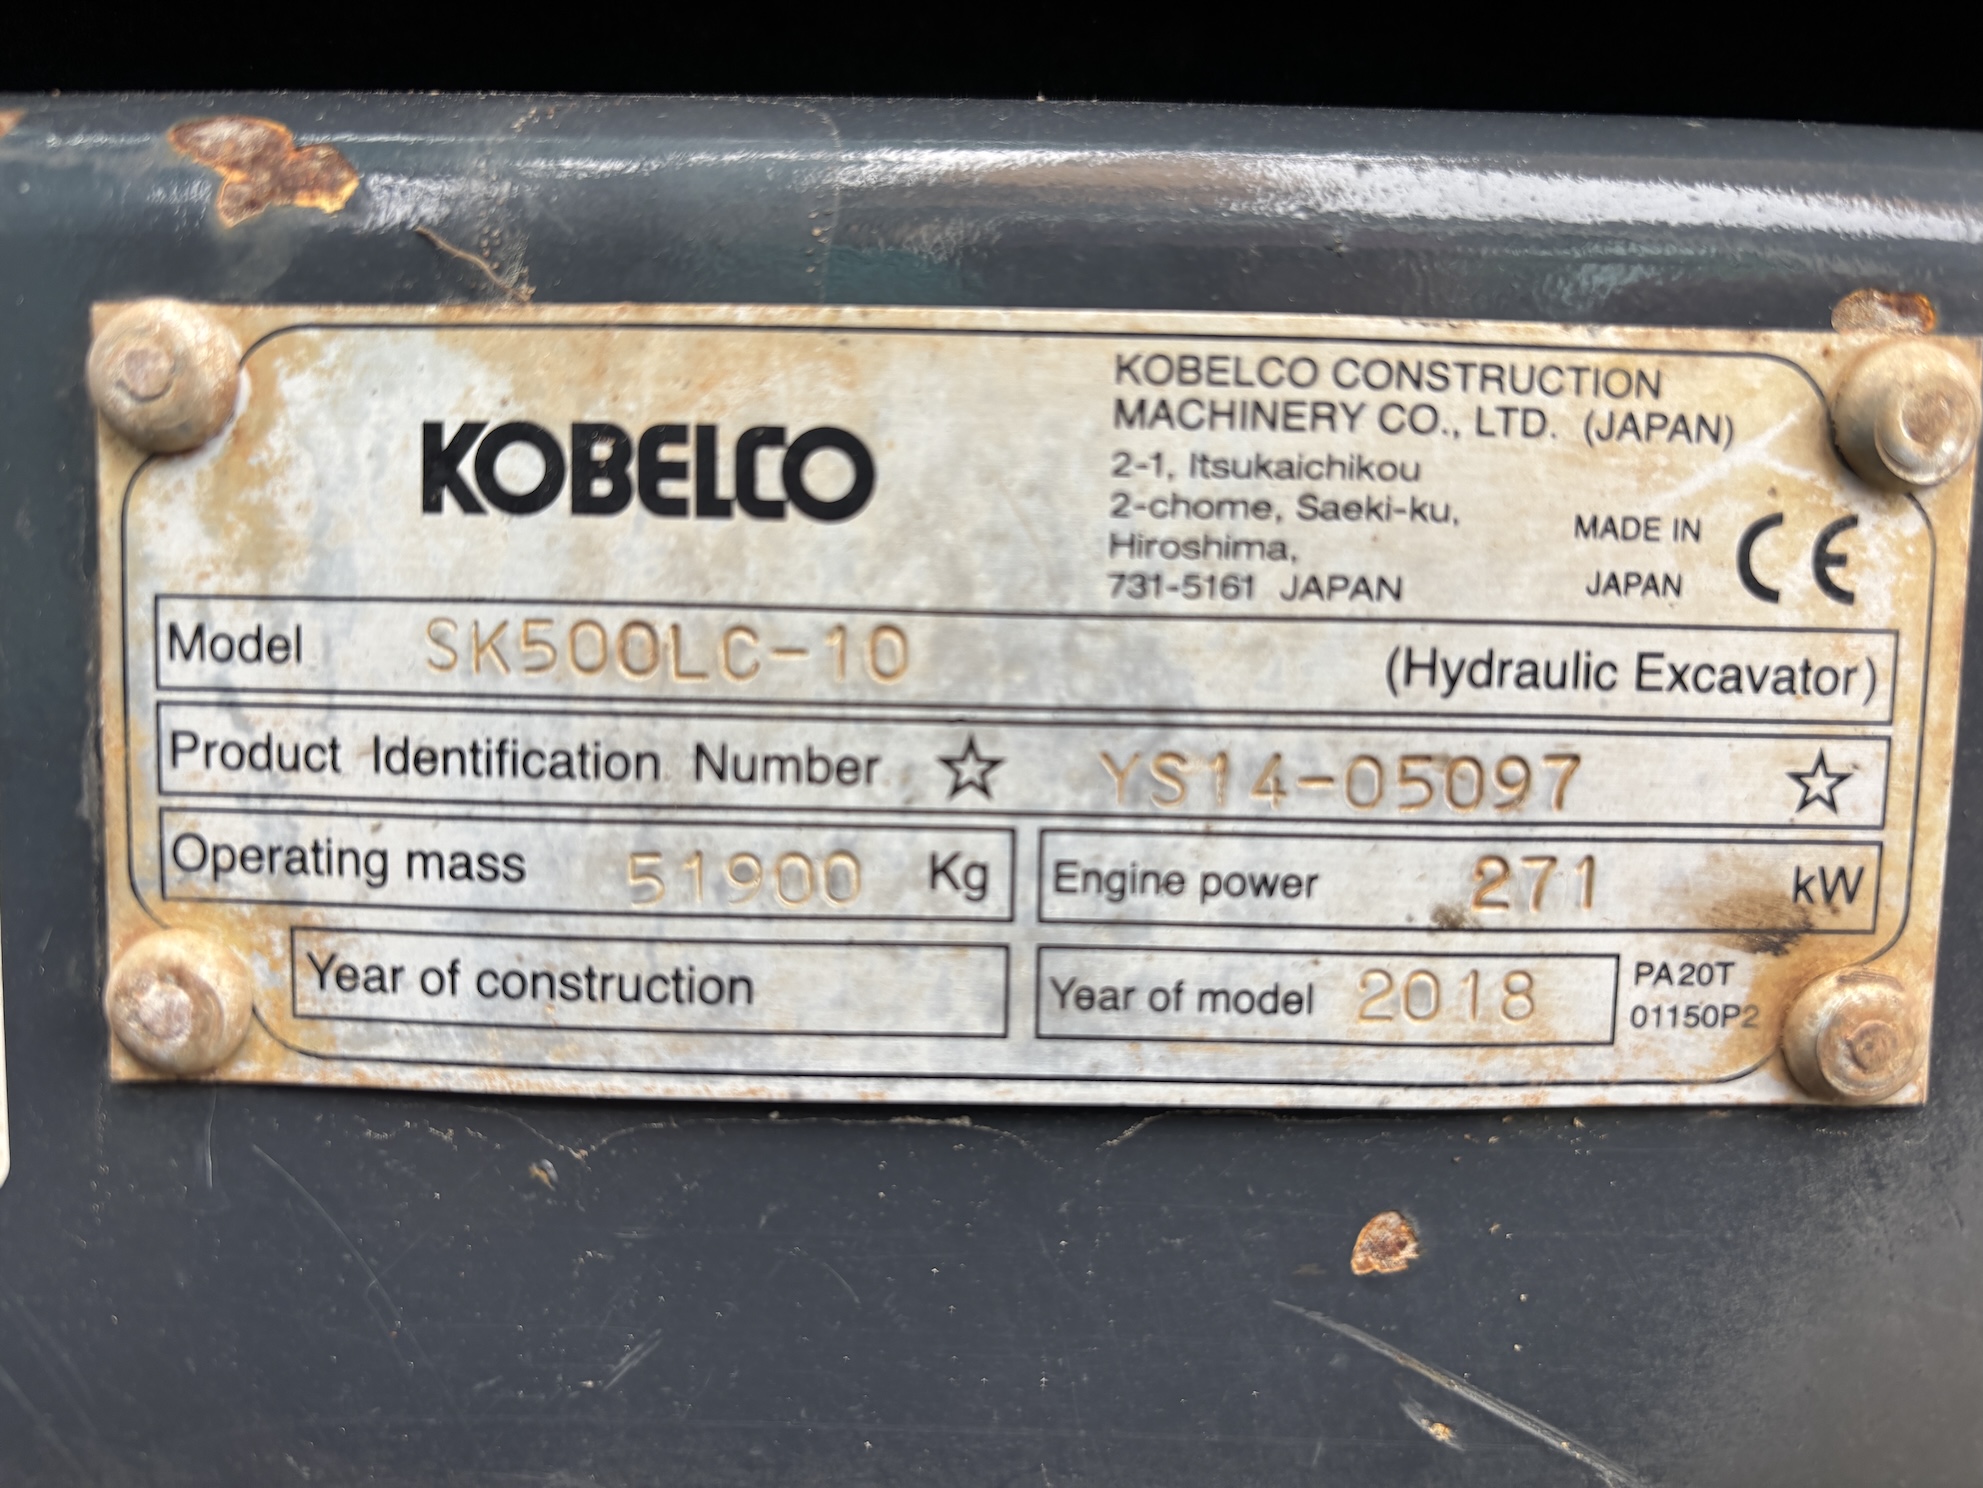 KOBELCO
KOBELCO CONSTRUCTION
MACHINERY CO., LTD. (JAPAN)
2-1, Itsukaichikou
2-chome, Saeki-ku,
Hiroshima,
731-5161 JAPAN
MADE IN
JAPAN
CE
Model SK500LC-10 (Hydraulic Excavator)
Product Identification Number ☆ YS14-05097 ☆
Operating mass 51900 Kg
Engine power 271 kW
Year of construction
Year of model 2018
PA20T
01150P2